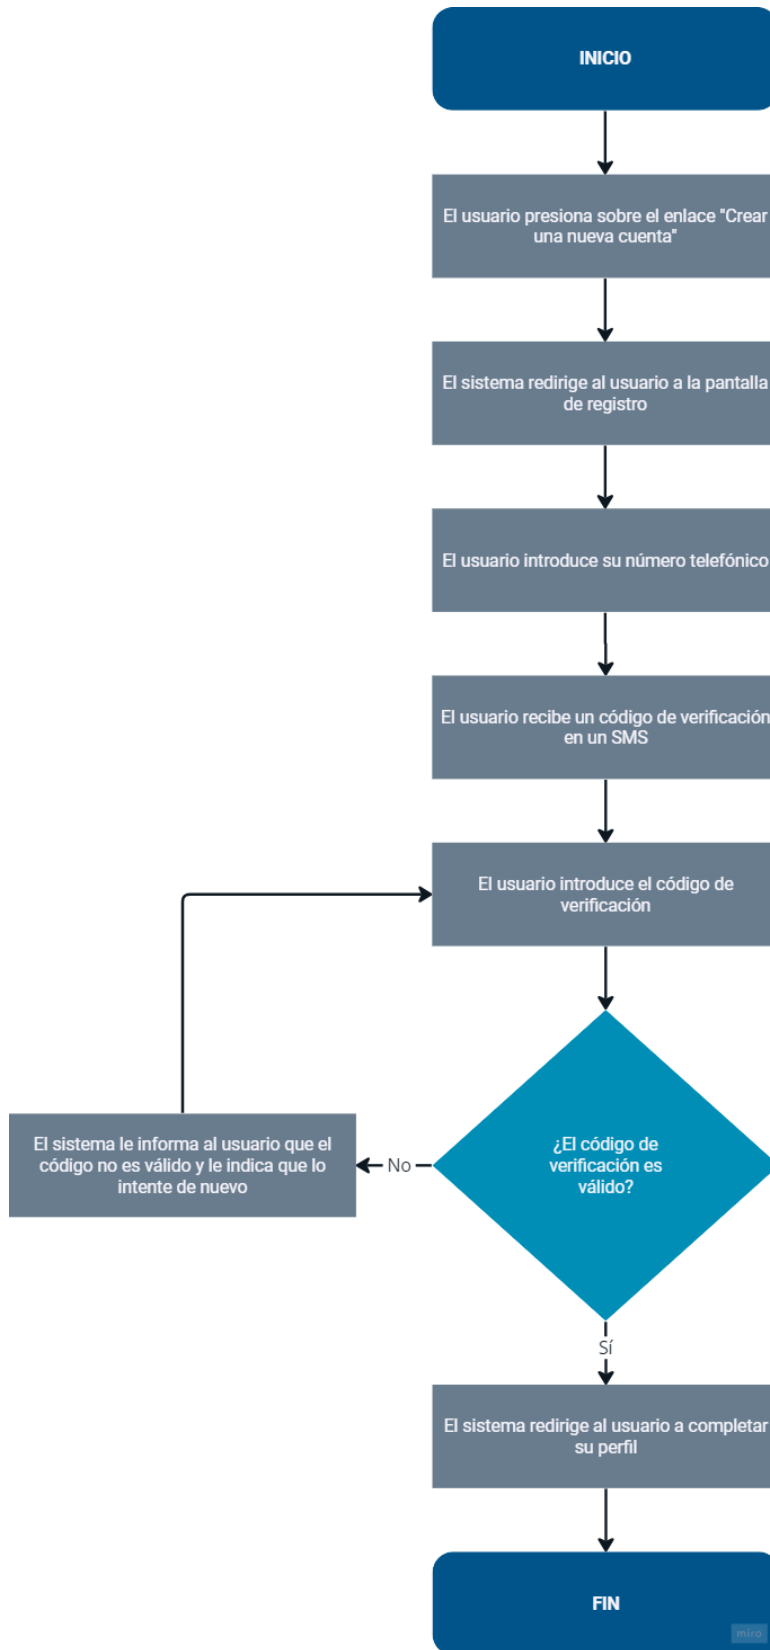 INICIO
El usuario presiona sobre el enlace "Crear
una nueva cuenta"
El sistema redirige al usuario a la pantalla
de registro
El usuario introduce su número telefónico
El usuario recibe un código de verificación
en un SMS
El usuario introduce el código de
verificación
¿El código de
verificación es
válido?
No
El sistema le informa al usuario que el
código no es válido y le indica que lo
intente de nuevo
Sí
El sistema redirige al usuario a completar
su perfil
FIN
miro